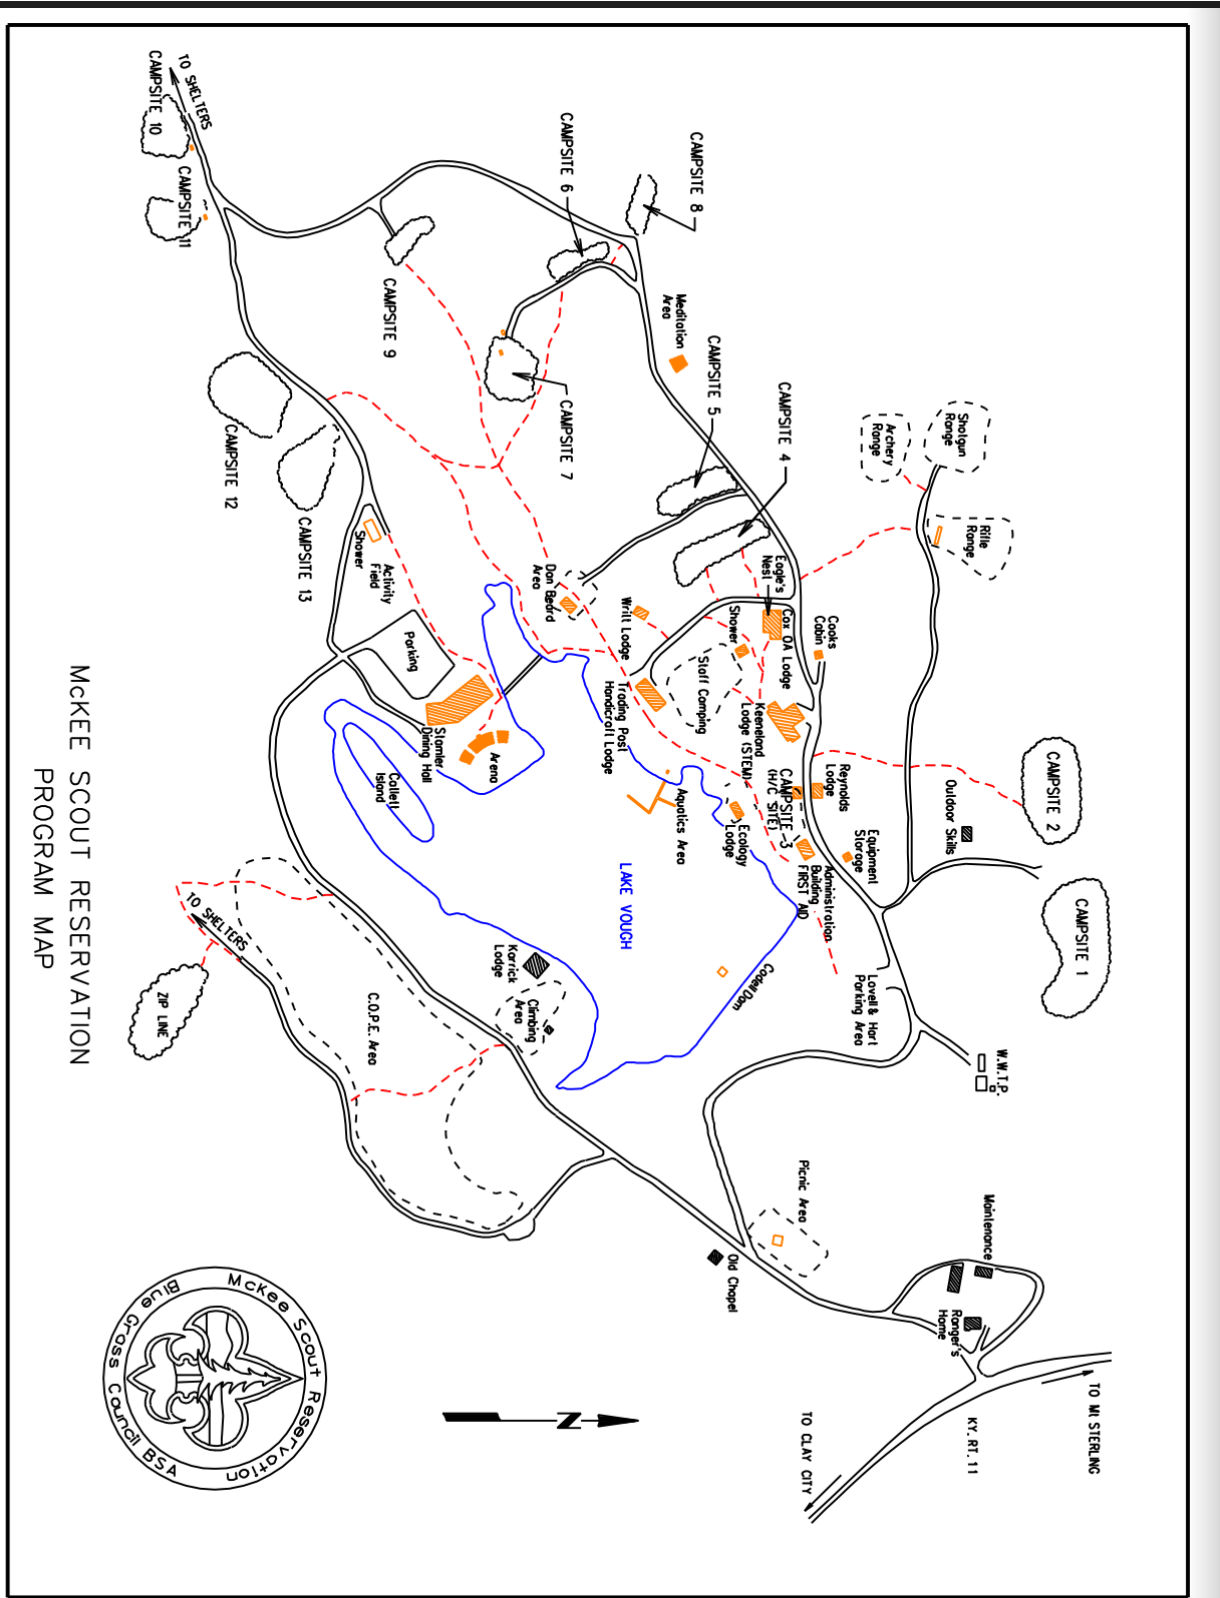 TO SHELTERS
CAMPSITE 10
CAMPSITE 11
CAMPSITE 6
CAMPSITE 8
CAMPSITE 9
Meditation
Area
CAMPSITE 5
CAMPSITE 4
CAMPSITE 7
CAMPSITE 12
CAMPSITE 13
Shotgun
Range
Archery
Range
Rifle
Range
Shower
Activity
Field
Parking
Dan Beard
Area
Eagle's
Nest
Writt Lodge
Shower
Cox OA Lodge
Cooks
Cabin
Staff Camping
Trading Post
Handicraft Lodge
Keeneland
Lodge (STEM)
Stamler
Dining Hall
Arena
Collett
Island
Aquatics Area
Ecology
Lodge
CAMPSITE 3
(H/C SITE)
Reynolds
Lodge
Equipment
Storage
Administration
Building
FIRST AID
Outdoor Skills
CAMPSITE 2
CAMPSITE 1
LAKE VOUGH
Codell Dam
Lovell & Hart
Parking Area
W.W.T.P.
Karrick
Lodge
Climbing
Area
C.O.P.E. Area
TO SHELTERS
ZIP LINE
Picnic Area
Old Chapel
Maintenance
Ranger's
Home
TO Mt STERLING
KY. RT. 11
TO CLAY CITY
N
McKEE SCOUT RESERVATION
PROGRAM MAP
McKee Scout Reservation
Blue Grass Council BSA